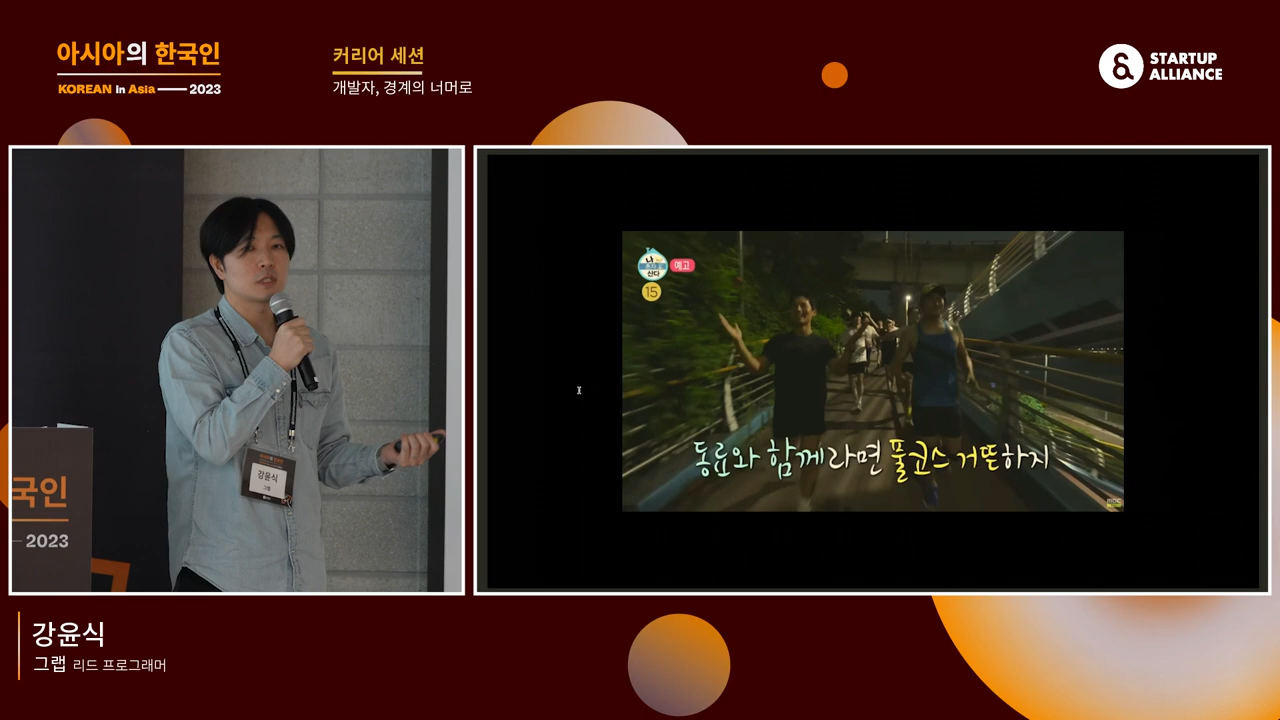 아시아의 한국인
KOREAN in Asia 2023
커리어 세션
개발자, 경계의 너머로
STARTUP
ALLIANCE
강윤식
그랩
국인
2023
나
혼자 산다
예고
15
동료와 함께라면 풀코스 거뜬하지
MBC
강윤식
그랩 리드 프로그래머